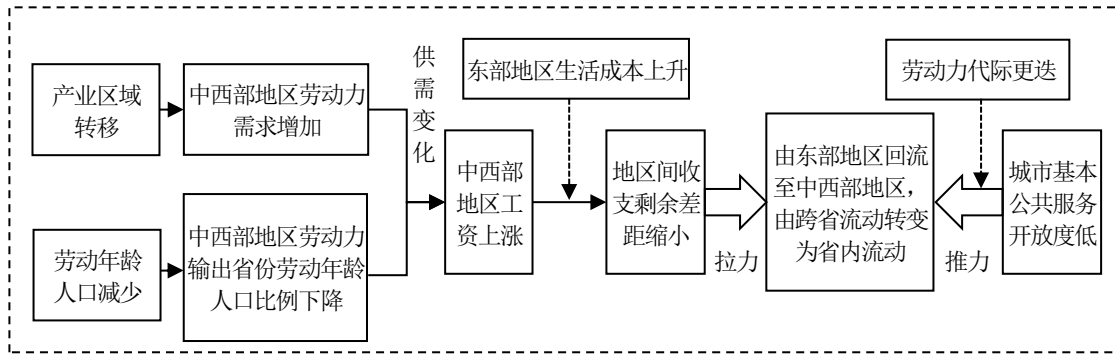 产业区域
转移
中西部地区劳动力
需求增加
劳动年龄
人口减少
中西部地区劳动力
输出省份劳动年龄
人口比例下降
供
需
变
化
中西部
地区工
资上涨
东部地区生活成本上升
地区间收
支剩余差
距缩小
拉力
由东部地区回流
至中西部地区，
由跨省流动转变
为省内流动
推力
劳动力代际更迭
城市基本
公共服务
开放度低